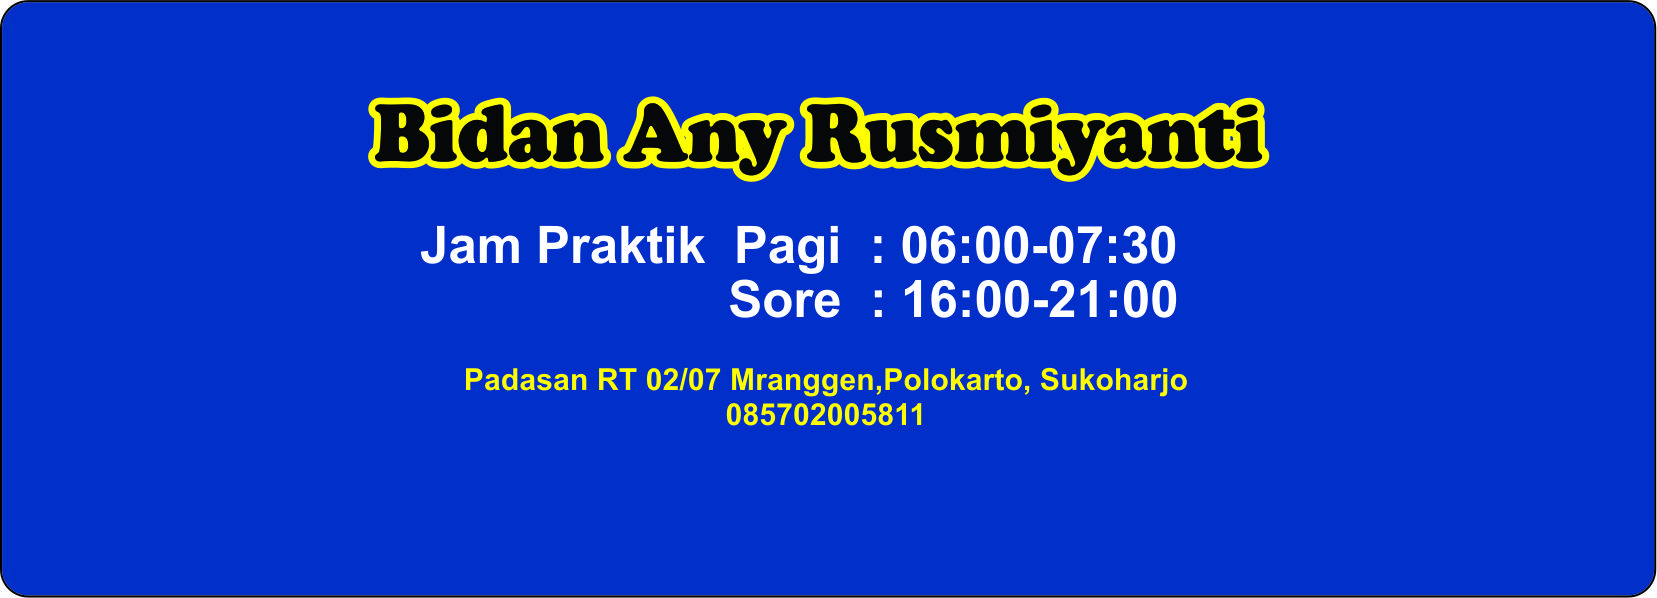 Bidan Any Rusmiyanti
Jam Praktik  Pagi  : 06:00-07:30
Sore  : 16:00-21:00
Padasan RT 02/07 Mranggen,Polokarto, Sukoharjo
085702005811